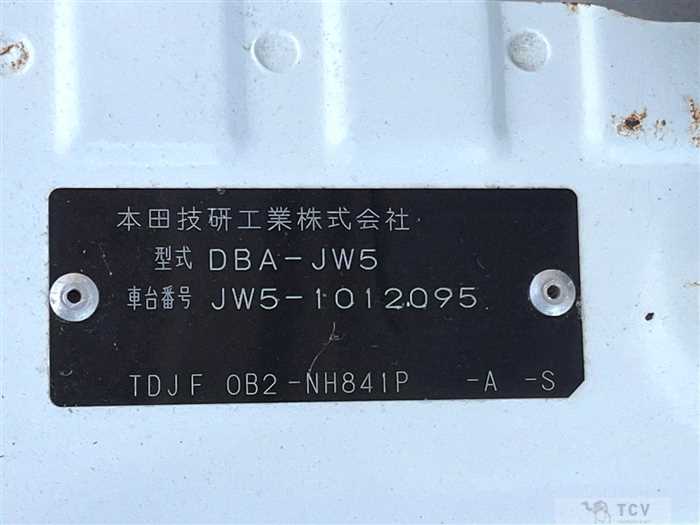 本田技研工業株式会社
型式 DBA-JW5
車台番号 JW5-1012095
TDJF 0B2-NH841P -A -S
TCV